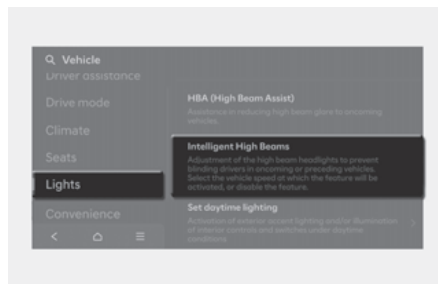 Vehicle
Driver assistance
Drive mode
Climate
Seats
Lights
Convenience
HBA (High Beam Assist)
Assistance in reducing high beam glare to oncoming
vehicles.
Intelligent High Beams
Adjustment of the high beam headlights to prevent
blinding drivers in oncoming or preceding vehicles.
Select the vehicle speed at which the feature will be
activated, or disable the feature.
Set daytime lighting
Activation of exterior accent lighting and/or illumination
of interior controls and switches under daytime
conditions